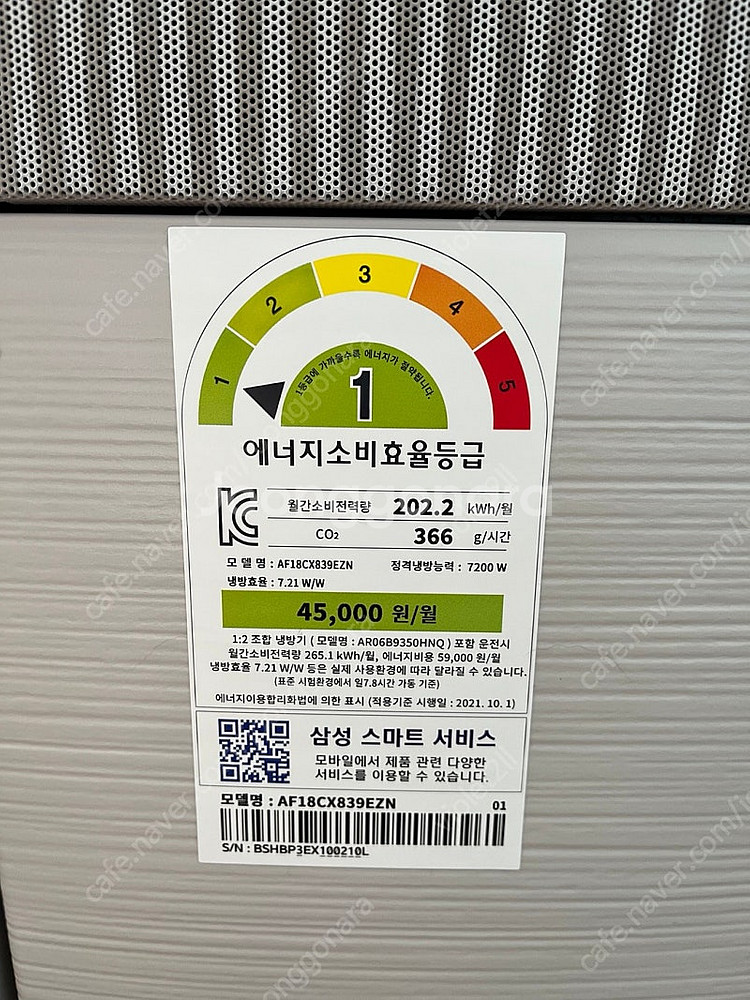 1 2 3 4 5
1등급에 가까울수록 에너지가 절약됩니다.
1
에너지소비효율등급
월간소비전력량 202.2 kWh/월
CO₂ 366 g/시간
모델명 : AF18CX839EZN 정격냉방능력 : 7200 W
냉방효율 : 7.21 W/W
45,000 원/월
1:2 조합 냉방기 ( 모델명 : AR06B9350HNQ ) 포함 운전시
월간소비전력량 265.1 kWh/월, 에너지비용 59,000 원/월
냉방효율 7.21 W/W 등은 실제 사용환경에 따라 달라질 수 있습니다.
(표준 시험환경에서 일7.8시간 가동 기준)
에너지이용합리화법에 의한 표시 (적용기준 시행일 : 2021. 10. 1)
삼성 스마트 서비스
모바일에서 제품 관련 다양한
서비스를 이용할 수 있습니다.
모델명 : AF18CX839EZN 01
S/N : BSHBP3EX100210L
joonggonara
cafe.naver.com/